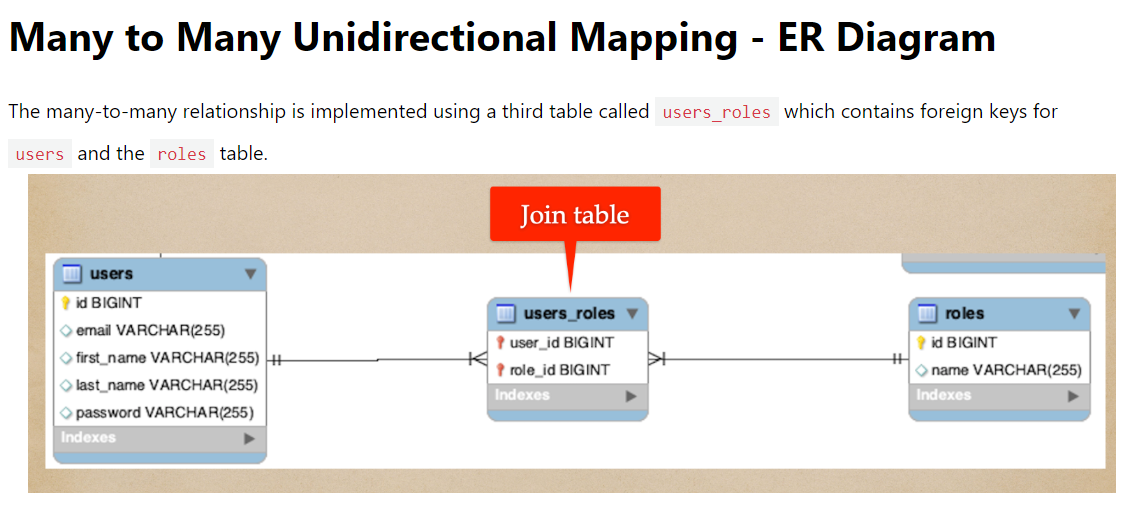 Many to Many Unidirectional Mapping - ER Diagram
The many-to-many relationship is implemented using a third table called users_roles which contains foreign keys for
users and the roles table.
Join table
users
id BIGINT
email VARCHAR(255)
first_name VARCHAR(255)
last_name VARCHAR(255)
password VARCHAR(255)
Indexes
users_roles
user_id BIGINT
role_id BIGINT
Indexes
roles
id BIGINT
name VARCHAR(255)
Indexes